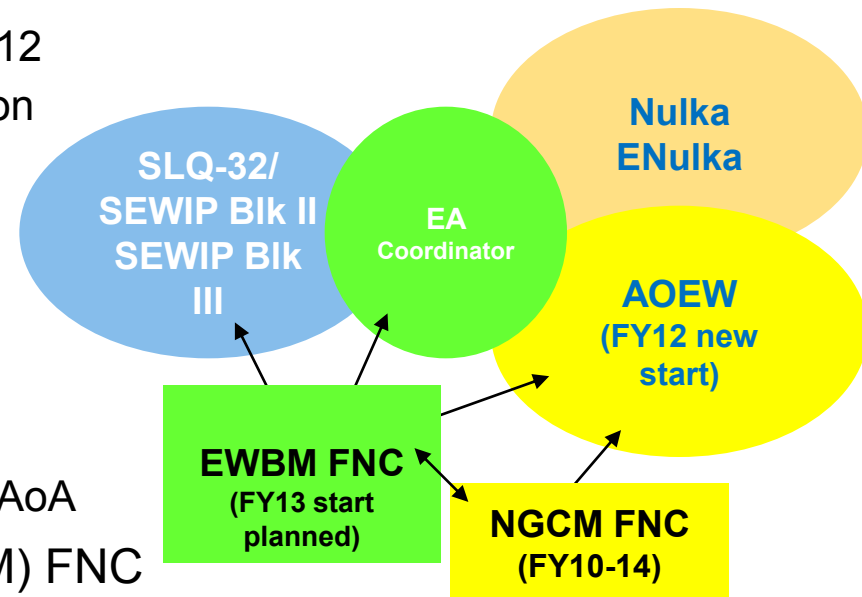 12
on
Nulka
ENulka
SLQ-32/
SEWIP Blk II
SEWIP Blk
III
EA
Coordinator
AOEW
(FY12 new
start)
EWBM FNC
(FY13 start
planned)
NGCM FNC
(FY10-14)
AoA
M) FNC